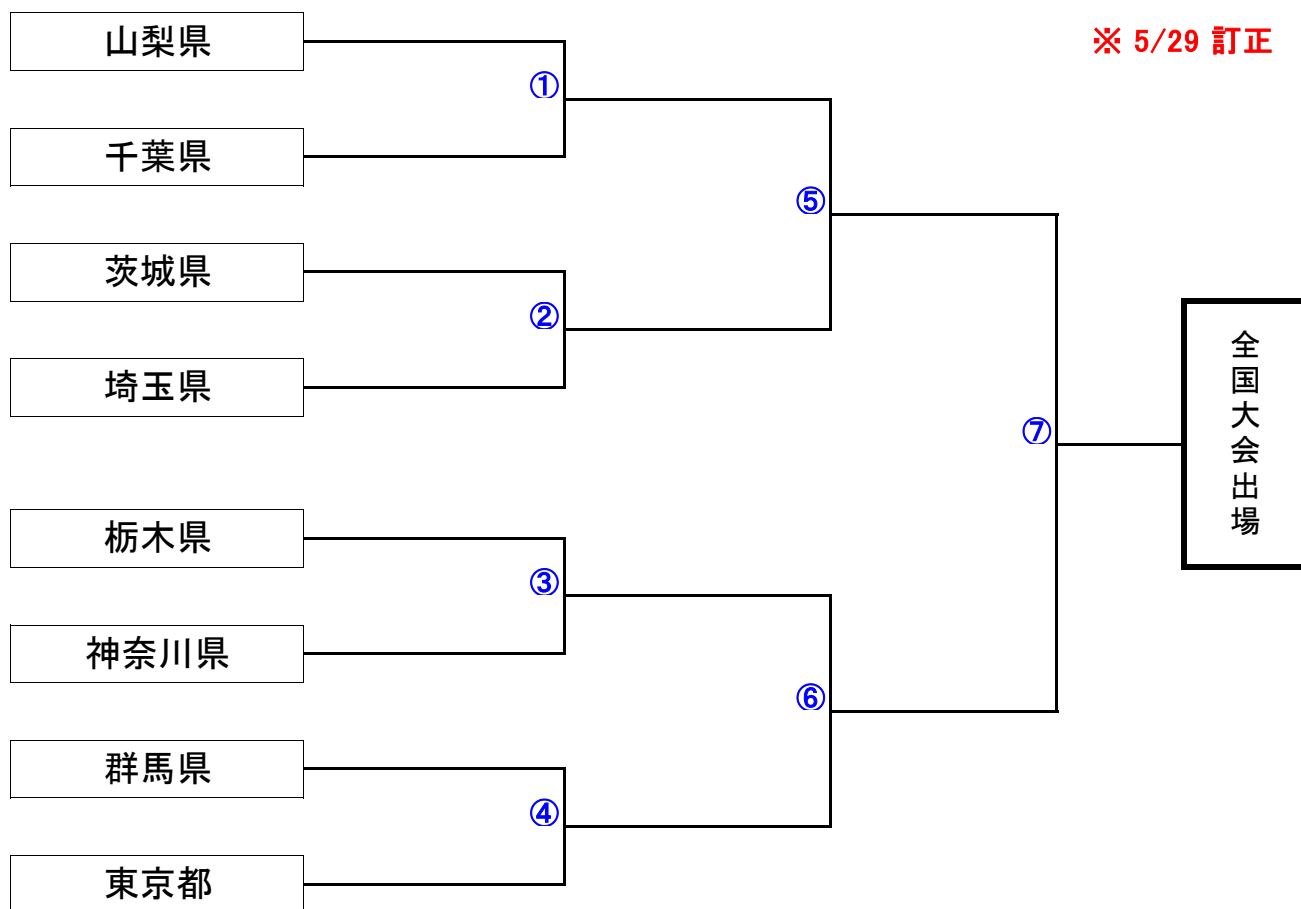 山梨県
※ 5/29 訂正
①
千葉県
⑤
茨城県
②
埼玉県
全国大会出場
⑦
栃木県
③
神奈川県
⑥
群馬県
④
東京都